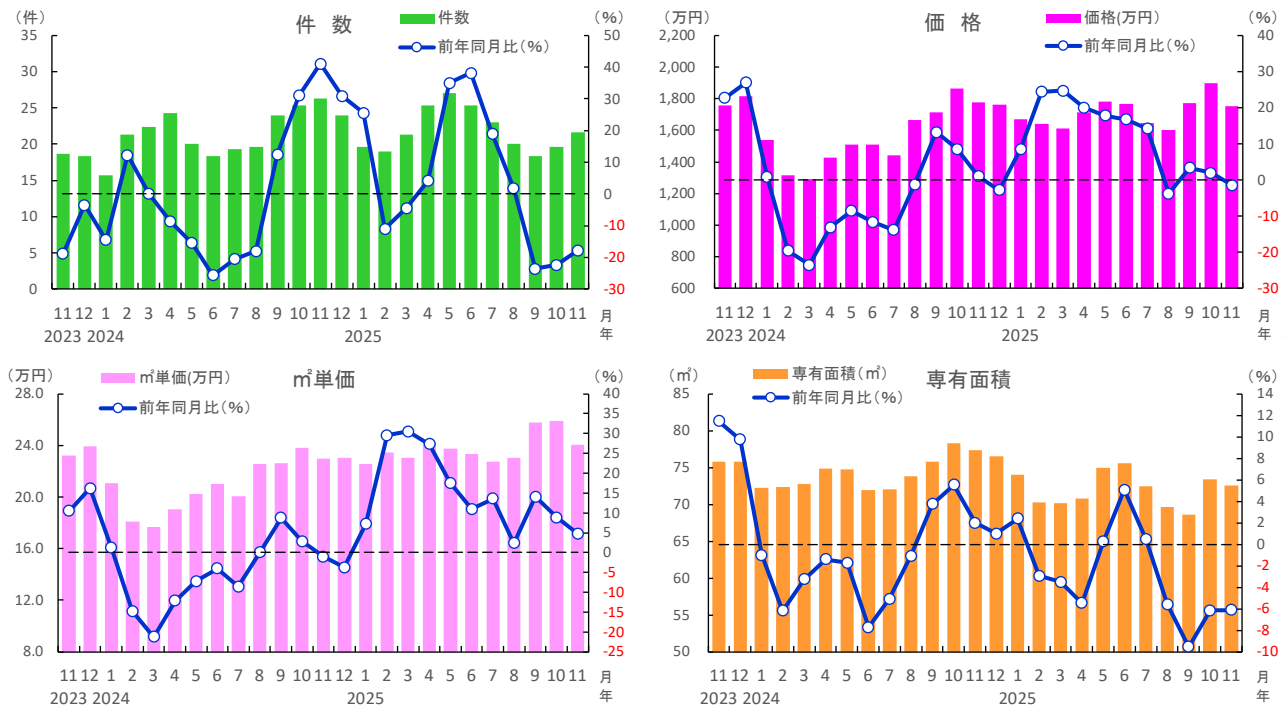 （件） 件 数 件数 （%）
前年同月比（%）
35 30 25 20 15 10 5 0
50 40 30 20 10 0 -10 -20 -30
11 12 1 2 3 4 5 6 7 8 9 10 11 12 1 2 3 4 5 6 7 8 9 10 11 月
2023 2024 2025 年
（万円） 価 格 価格(万円) （%）
前年同月比（%）
2,200 2,000 1,800 1,600 1,400 1,200 1,000 800 600
40 30 20 10 0 -10 -20 -30
11 12 1 2 3 4 5 6 7 8 9 10 11 12 1 2 3 4 5 6 7 8 9 10 11 月
2023 2024 2025 年
（万円） ㎡単価(万円) ㎡単価 （%）
前年同月比（%）
28.0 24.0 20.0 16.0 12.0 8.0
40 35 30 25 20 15 10 5 0 -5 -10 -15 -20 -25
11 12 1 2 3 4 5 6 7 8 9 10 11 12 1 2 3 4 5 6 7 8 9 10 11 月
2023 2024 2025 年
（㎡） 専有面積（㎡） 専有面積 （%）
前年同月比（%）
85 80 75 70 65 60 55 50
14 12 10 8 6 4 2 0 -2 -4 -6 -8 -10
11 12 1 2 3 4 5 6 7 8 9 10 11 12 1 2 3 4 5 6 7 8 9 10 11 月
2023 2024 2025 年